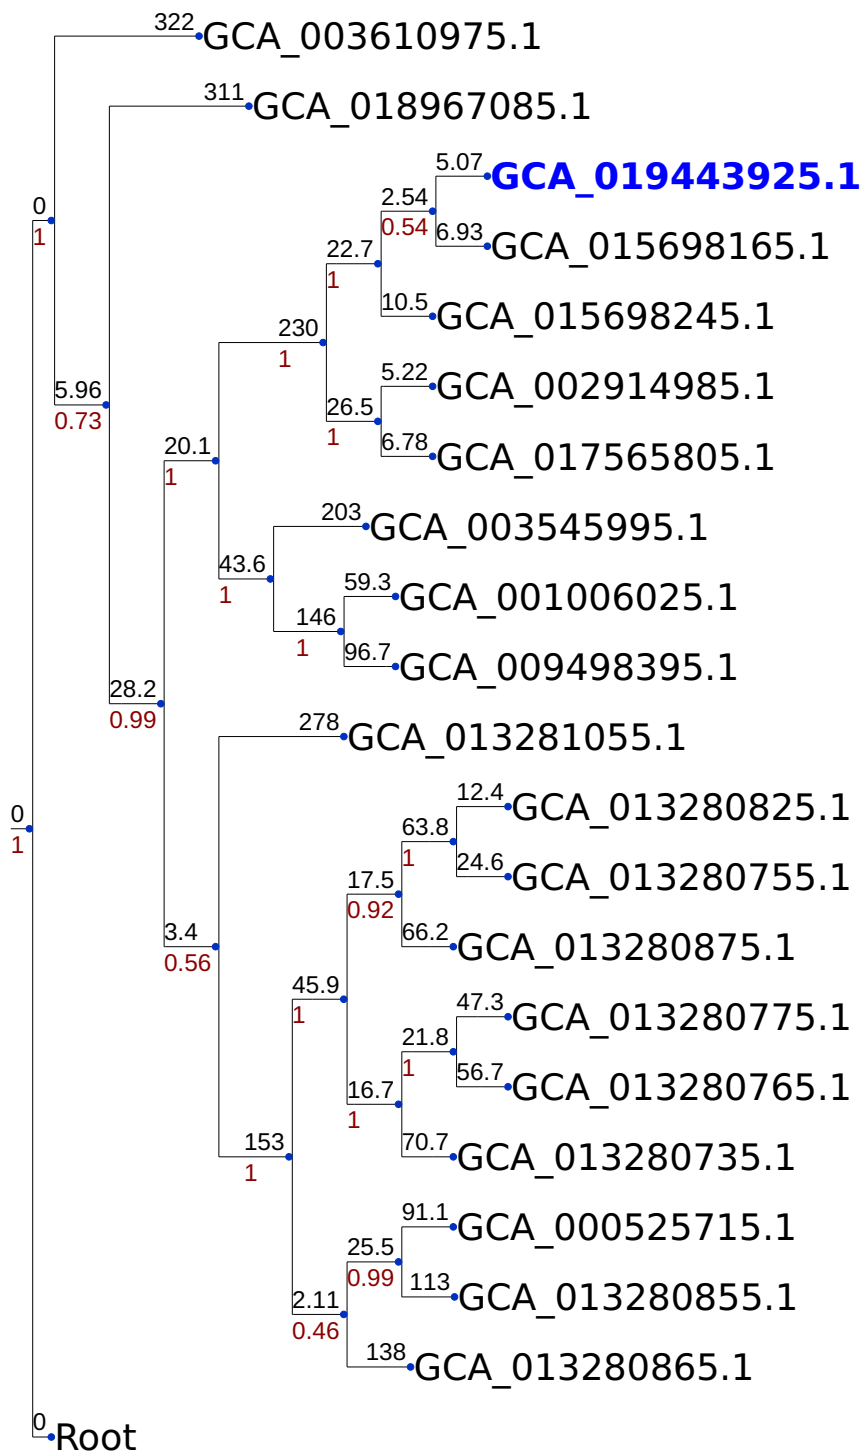 322 GCA_003610975.1
311 GCA_018967085.1
5.07 GCA_019443925.1
2.54
0
0.54
1
6.93 GCA_015698165.1
22.7
1
10.5 GCA_015698245.1
230
1
5.22 GCA_002914985.1
5.96
26.5
0.73
1
20.1
6.78 GCA_017565805.1
1
203 GCA_003545995.1
43.6
59.3 GCA_001006025.1
1
146
1
96.7 GCA_009498395.1
28.2
0.99
278 GCA_013281055.1
12.4 GCA_013280825.1
0
63.8
1
1
24.6 GCA_013280755.1
17.5
0.92
3.4
66.2 GCA_013280875.1
0.56
45.9
1
47.3 GCA_013280775.1
21.8
1
56.7 GCA_013280765.1
16.7
1
153
70.7 GCA_013280735.1
1
91.1 GCA_000525715.1
25.5
0.99
113 GCA_013280855.1
2.11
0.46
138 GCA_013280865.1
0 Root